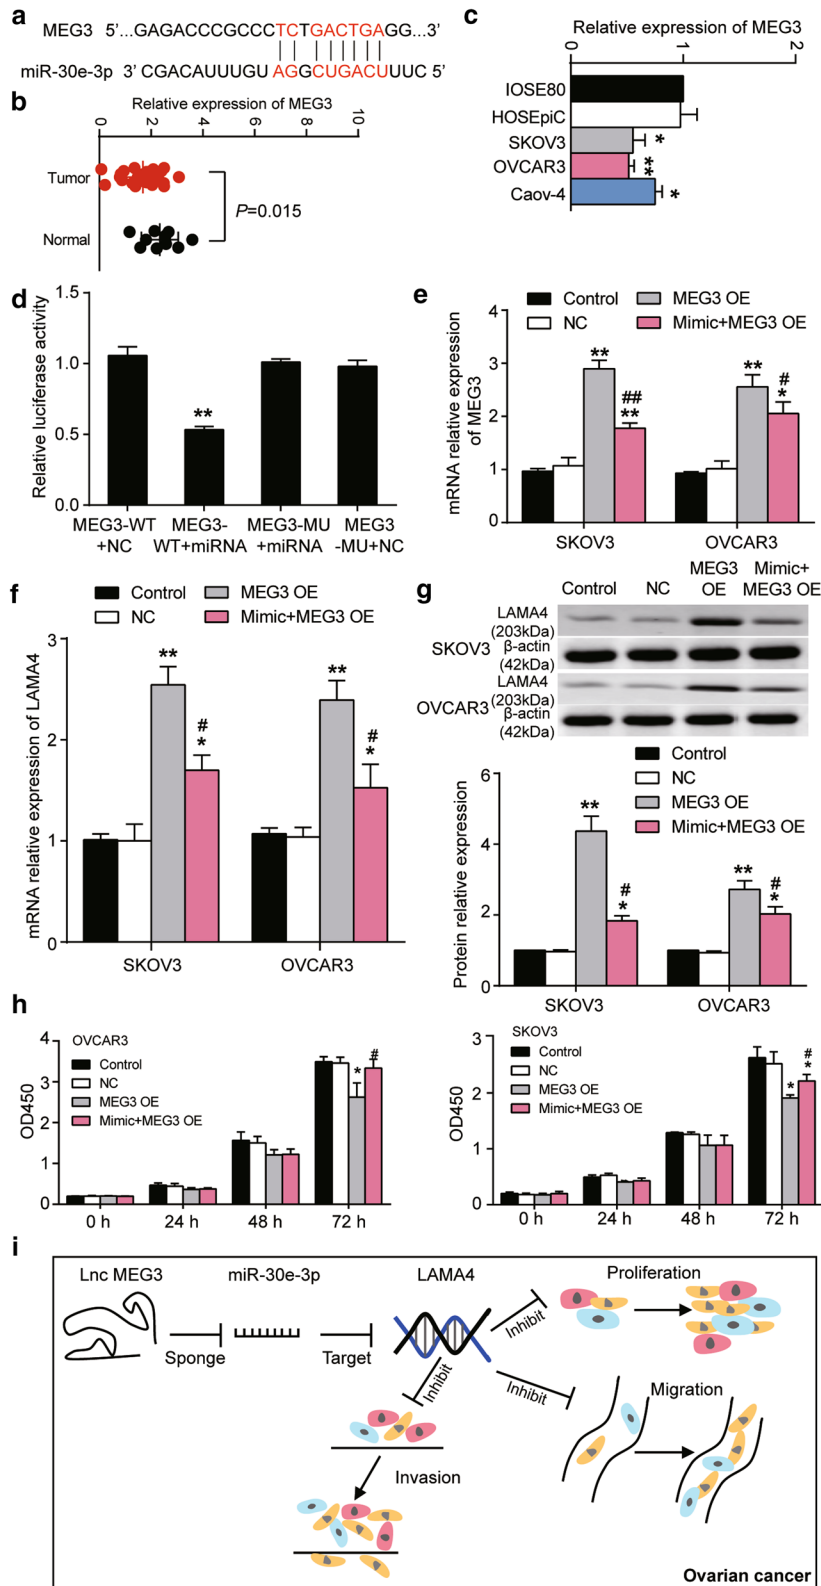 a
MEG3 5’...GAGACCCGCCCTCTGACTGAGG...3’
miR-30e-3p 3’ CGACAUUUGUAGGCUGACUUUC 5’
b
Relative expression of MEG3
0 2 4 6 8 10
Tumor
Normal
P=0.015
c
Relative expression of MEG3
0 1 2
IOSE80
HOSEpiC
SKOV3 *
OVCAR3 **
Caov-4 *
d
Relative luciferase activity
1.5
1.0
0.5
0.0
**
MEG3-WT +NC
MEG3-WT+miRNA
MEG3-MU +miRNA
MEG3 -MU+NC
e
Control MEG3 OE
NC Mimic+MEG3 OE
mRNA relative expression of MEG3
4
3
2
1
0
** ## ** ** # *
SKOV3 OVCAR3
f
Control MEG3 OE
NC Mimic+MEG3 OE
mRNA relative expression of LAMA4
3
2
1
0
** # * ** # *
SKOV3 OVCAR3
g
Control NC MEG3 OE Mimic+ MEG3 OE
SKOV3
LAMA4 (203kDa)
β-actin (42kDa)
OVCAR3
LAMA4 (203kDa)
β-actin (42kDa)
Control
NC
MEG3 OE
Mimic+MEG3 OE
Protein relative expression
6
4
2
0
** # * ** # *
SKOV3 OVCAR3
h
OVCAR3
Control
NC
MEG3 OE
Mimic+MEG3 OE
OD450
4
3
2
1
0
* #
0 h 24 h 48 h 72 h
SKOV3
Control
NC
MEG3 OE
Mimic+MEG3 OE
OD450
3
2
1
0
* # *
0 h 24 h 48 h 72 h
i
Lnc MEG3 miR-30e-3p LAMA4 Proliferation
Sponge Target Inhibit
Inhibit Inhibit Migration
Invasion
Ovarian cancer